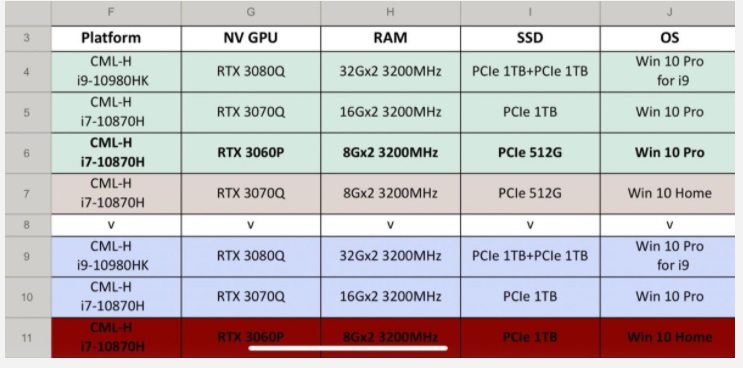 F G H I J
3 Platform NV GPU RAM SSD OS
4 CML-H i9-10980HK RTX 3080Q 32Gx2 3200MHz PCIe 1TB+PCIe 1TB Win 10 Pro for i9
5 CML-H i7-10870H RTX 3070Q 16Gx2 3200MHz PCIe 1TB Win 10 Pro
6 CML-H i7-10870H RTX 3060P 8Gx2 3200MHz PCIe 512G Win 10 Pro
7 CML-H i7-10870H RTX 3070Q 8Gx2 3200MHz PCIe 512G Win 10 Home
8 v v v v v
9 CML-H i9-10980HK RTX 3080Q 32Gx2 3200MHz PCIe 1TB+PCIe 1TB Win 10 Pro for i9
10 CML-H i7-10870H RTX 3070Q 16Gx2 3200MHz PCIe 1TB Win 10 Pro
11 CML-H i7-10870H RTX 3060P 8Gx2 3200MHz PCIe 1TB Win 10 Home